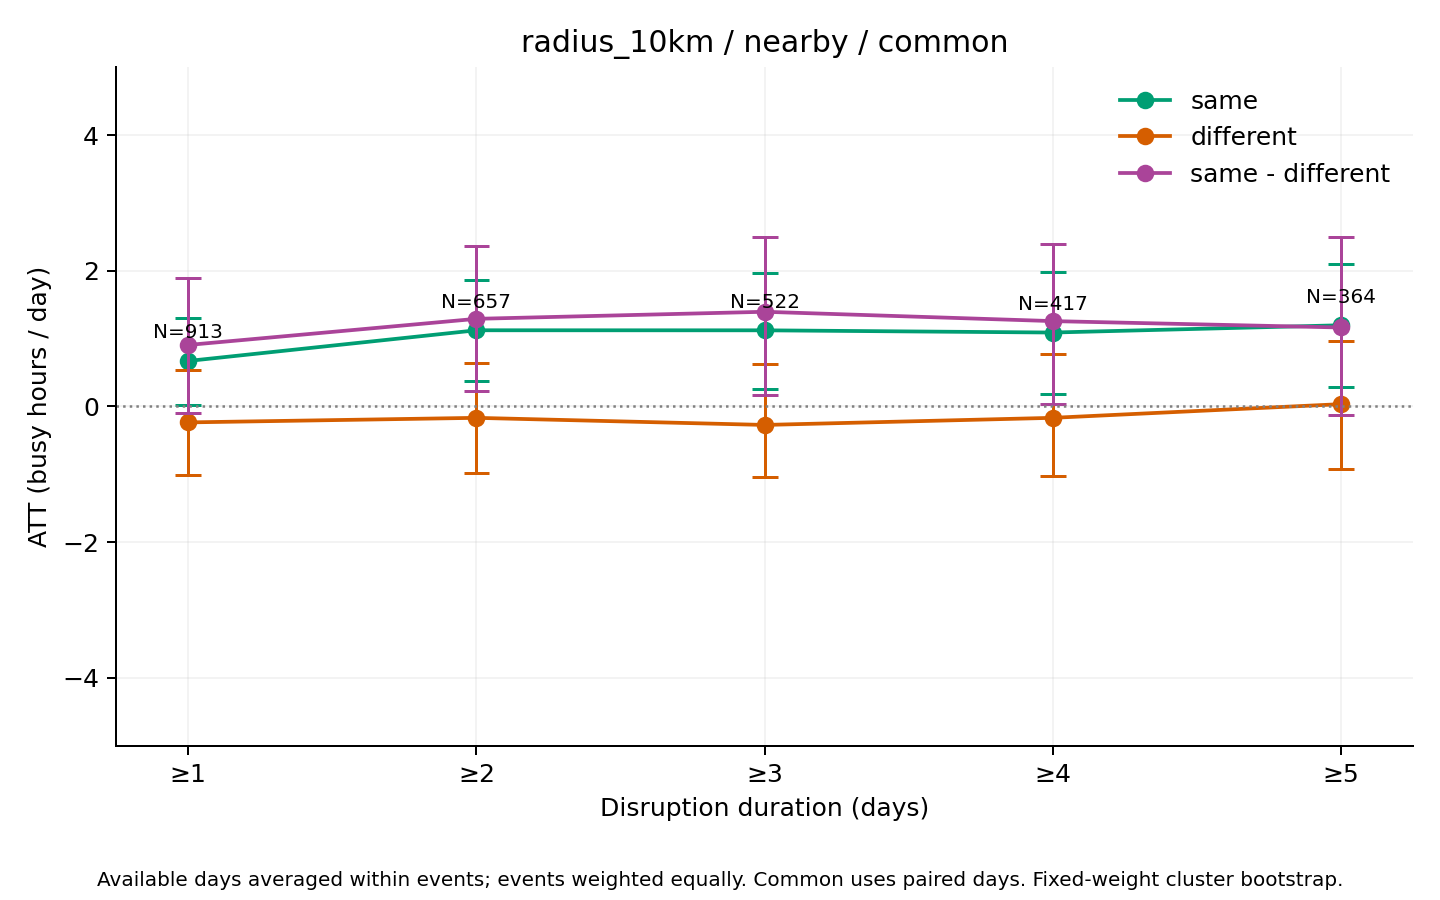 radius_10km / nearby / common
same
different
same - different
ATT (busy hours / day)
4
2
0
−2
−4
N=913
N=657
N=522
N=417
N=364
≥1
≥2
≥3
≥4
≥5
Disruption duration (days)
Available days averaged within events; events weighted equally. Common uses paired days. Fixed-weight cluster bootstrap.